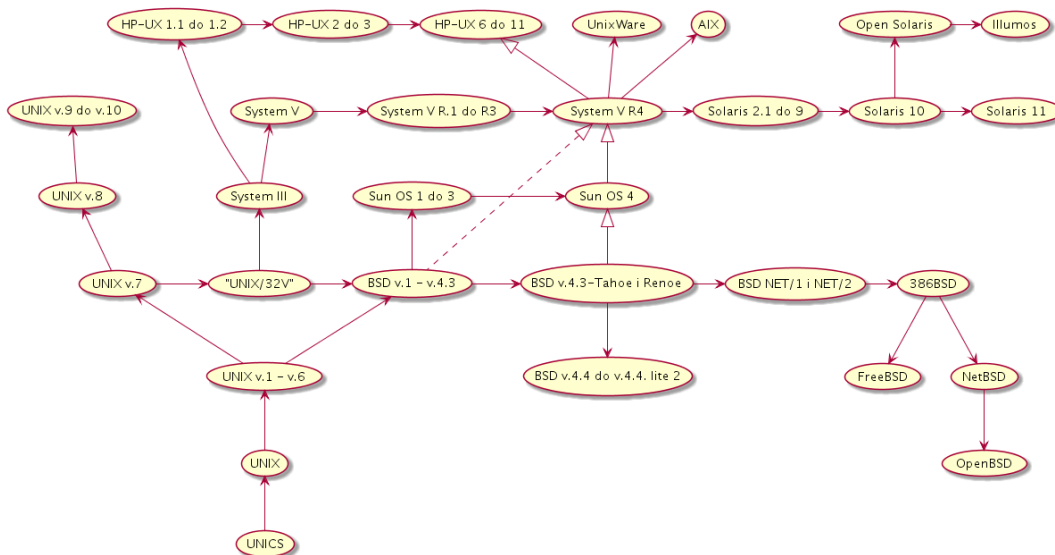 HP-UX 1.1 do 1.2
HP-UX 2 do 3
HP-UX 6 do 11
UnixWare
AIX
Open Solaris
Illumos
UNIX v.9 do v.10
System V
System V R.1 do R3
System V R4
Solaris 2.1 do 9
Solaris 10
Solaris 11
UNIX v.8
System III
Sun OS 1 do 3
Sun OS 4
UNIX v.7
"UNIX/32V"
BSD v.1 - v.4.3
BSD v.4.3-Tahoe i Renoe
BSD NET/1 i NET/2
386BSD
UNIX v.1 - v.6
BSD v.4.4 do v.4.4. lite 2
FreeBSD
NetBSD
UNIX
OpenBSD
UNICS